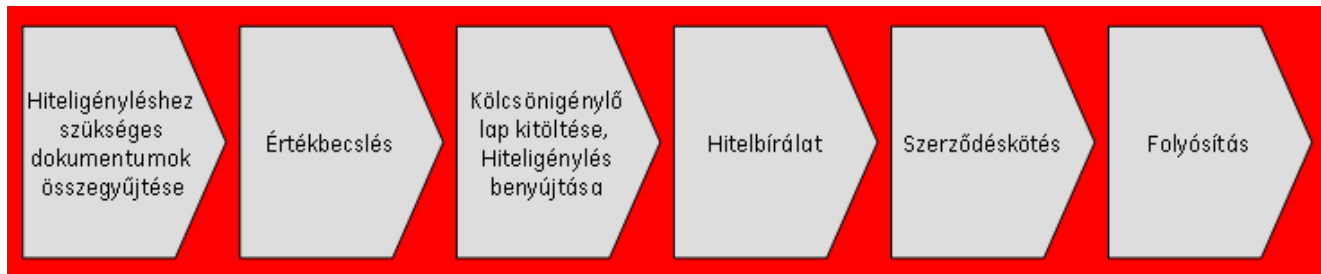 Hiteligényléshez
szükséges
dokumentumok
összegyűjtése
Értékbecslés
Kölcsönigénylő
lap kitöltése,
Hiteligénylés
benyújtása
Hitelbírálat
Szerződéskötés
Folyósítás